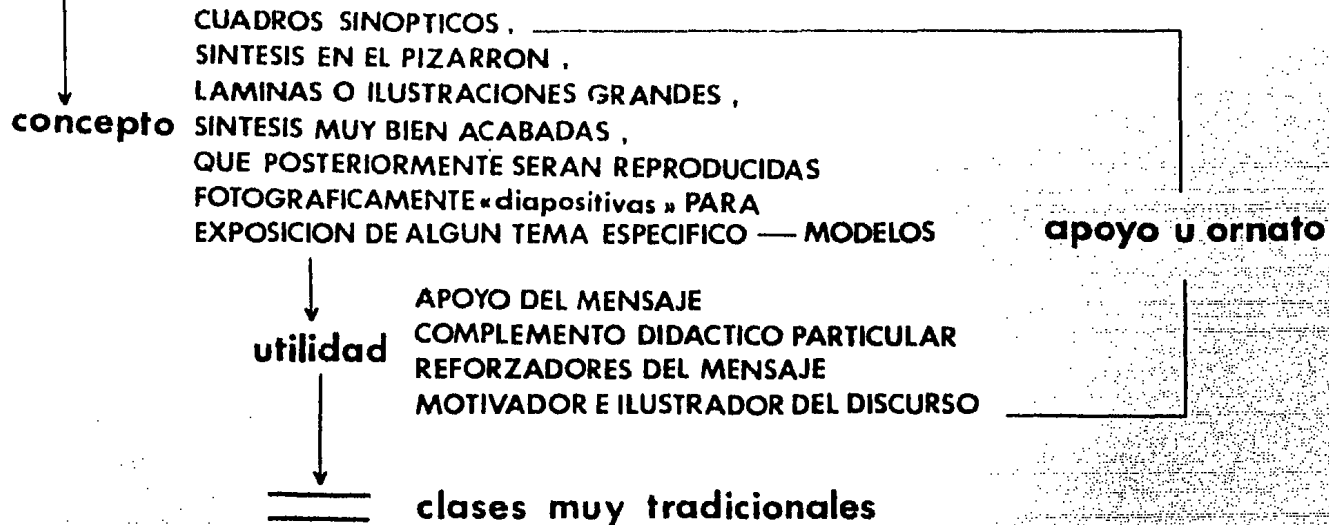 CUADROS SINOPTICOS .
SINTESIS EN EL PIZARRON ,
LAMINAS O ILUSTRACIONES GRANDES ,
concepto SINTESIS MUY BIEN ACABADAS ,
QUE POSTERIORMENTE SERAN REPRODUCIDAS
FOTOGRAFICAMENTE «diapositivas» PARA
EXPOSICION DE ALGUN TEMA ESPECIFICO — MODELOS
apoyo u ornato
APOYO DEL MENSAJE
utilidad COMPLEMENTO DIDACTICO PARTICULAR
REFORZADORES DEL MENSAJE
MOTIVADOR E ILUSTRADOR DEL DISCURSO
clases muy tradicionales